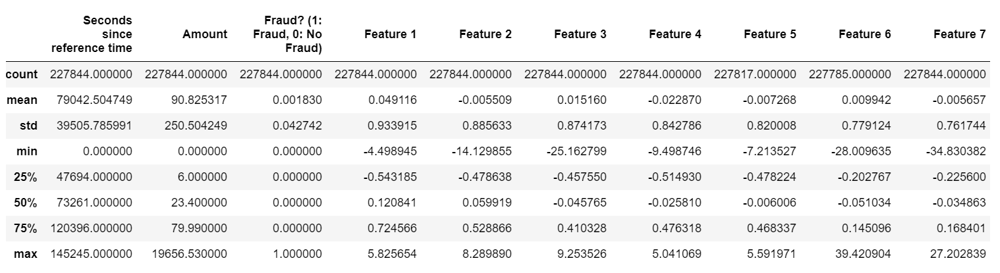 Seconds since reference time Amount Fraud? (1: Fraud, 0: No Fraud) Feature 1 Feature 2 Feature 3 Feature 4 Feature 5 Feature 6 Feature 7
count 227844.000000 227844.000000 227844.000000 227844.000000 227844.000000 227844.000000 227844.000000 227817.000000 227785.000000 227844.000000
mean 79042.504749 90.825317 0.001830 0.049116 -0.005509 0.015160 -0.022870 -0.007268 0.009942 -0.005657
std 39505.785991 250.504249 0.042742 0.933915 0.885633 0.874173 0.842786 0.820008 0.779124 0.761744
min 0.000000 0.000000 0.000000 -4.498945 -14.129855 -25.162799 -9.498746 -7.213527 -28.009635 -34.830382
25% 47694.000000 6.000000 0.000000 -0.543185 -0.478638 -0.457550 -0.514930 -0.478224 -0.202767 -0.225600
50% 73261.000000 23.400000 0.000000 0.120841 0.059919 -0.045765 -0.025810 -0.006006 -0.051034 -0.034863
75% 120396.000000 79.990000 0.000000 0.724566 0.528866 0.410328 0.476318 0.468337 0.145096 0.168401
max 145245.000000 19656.530000 1.000000 5.825654 8.289890 9.253526 5.041069 5.591971 39.420904 27.202839